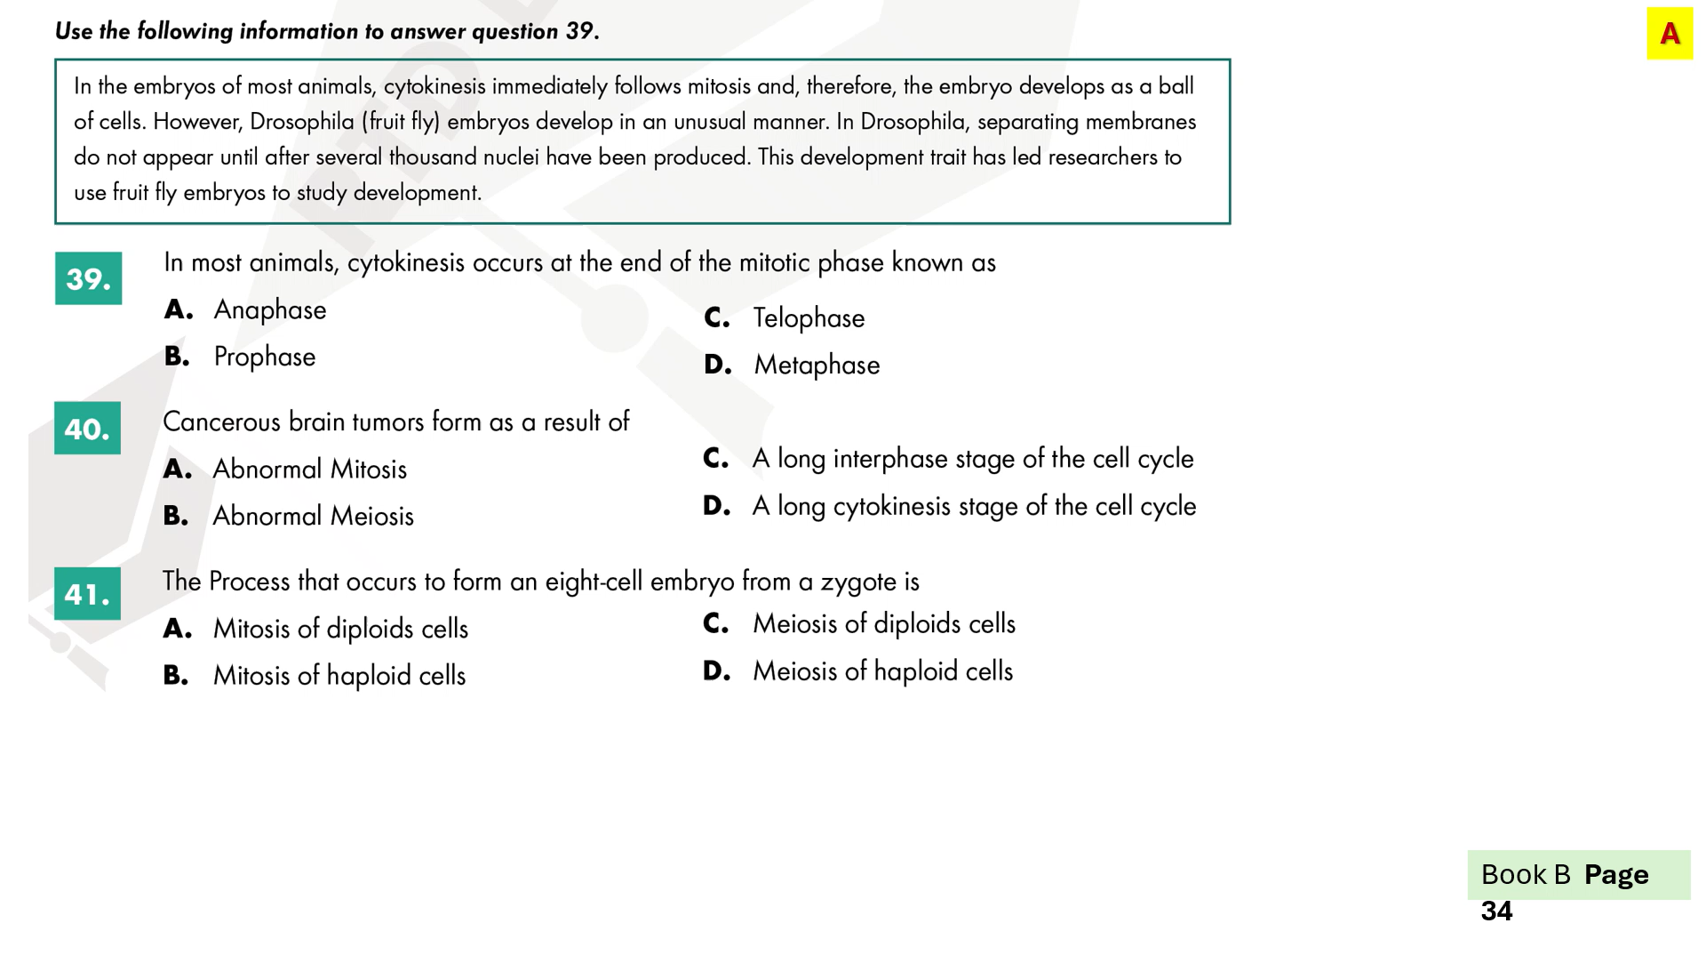 Use the following information to answer question 39.
A
In the embryos of most animals, cytokinesis immediately follows mitosis and, therefore, the embryo develops as a ball
of cells. However, Drosophila (fruit fly) embryos develop in an unusual manner. In Drosophila, separating membranes
do not appear until after several thousand nuclei have been produced. This development trait has led researchers to
use fruit fly embryos to study development.
39. In most animals, cytokinesis occurs at the end of the mitotic phase known as
A. Anaphase
B. Prophase
C. Telophase
D. Metaphase
40. Cancerous brain tumors form as a result of
A. Abnormal Mitosis
B. Abnormal Meiosis
C. A long interphase stage of the cell cycle
D. A long cytokinesis stage of the cell cycle
41. The Process that occurs to form an eight-cell embryo from a zygote is
A. Mitosis of diploids cells
B. Mitosis of haploid cells
C. Meiosis of diploids cells
D. Meiosis of haploid cells
Book B Page
34